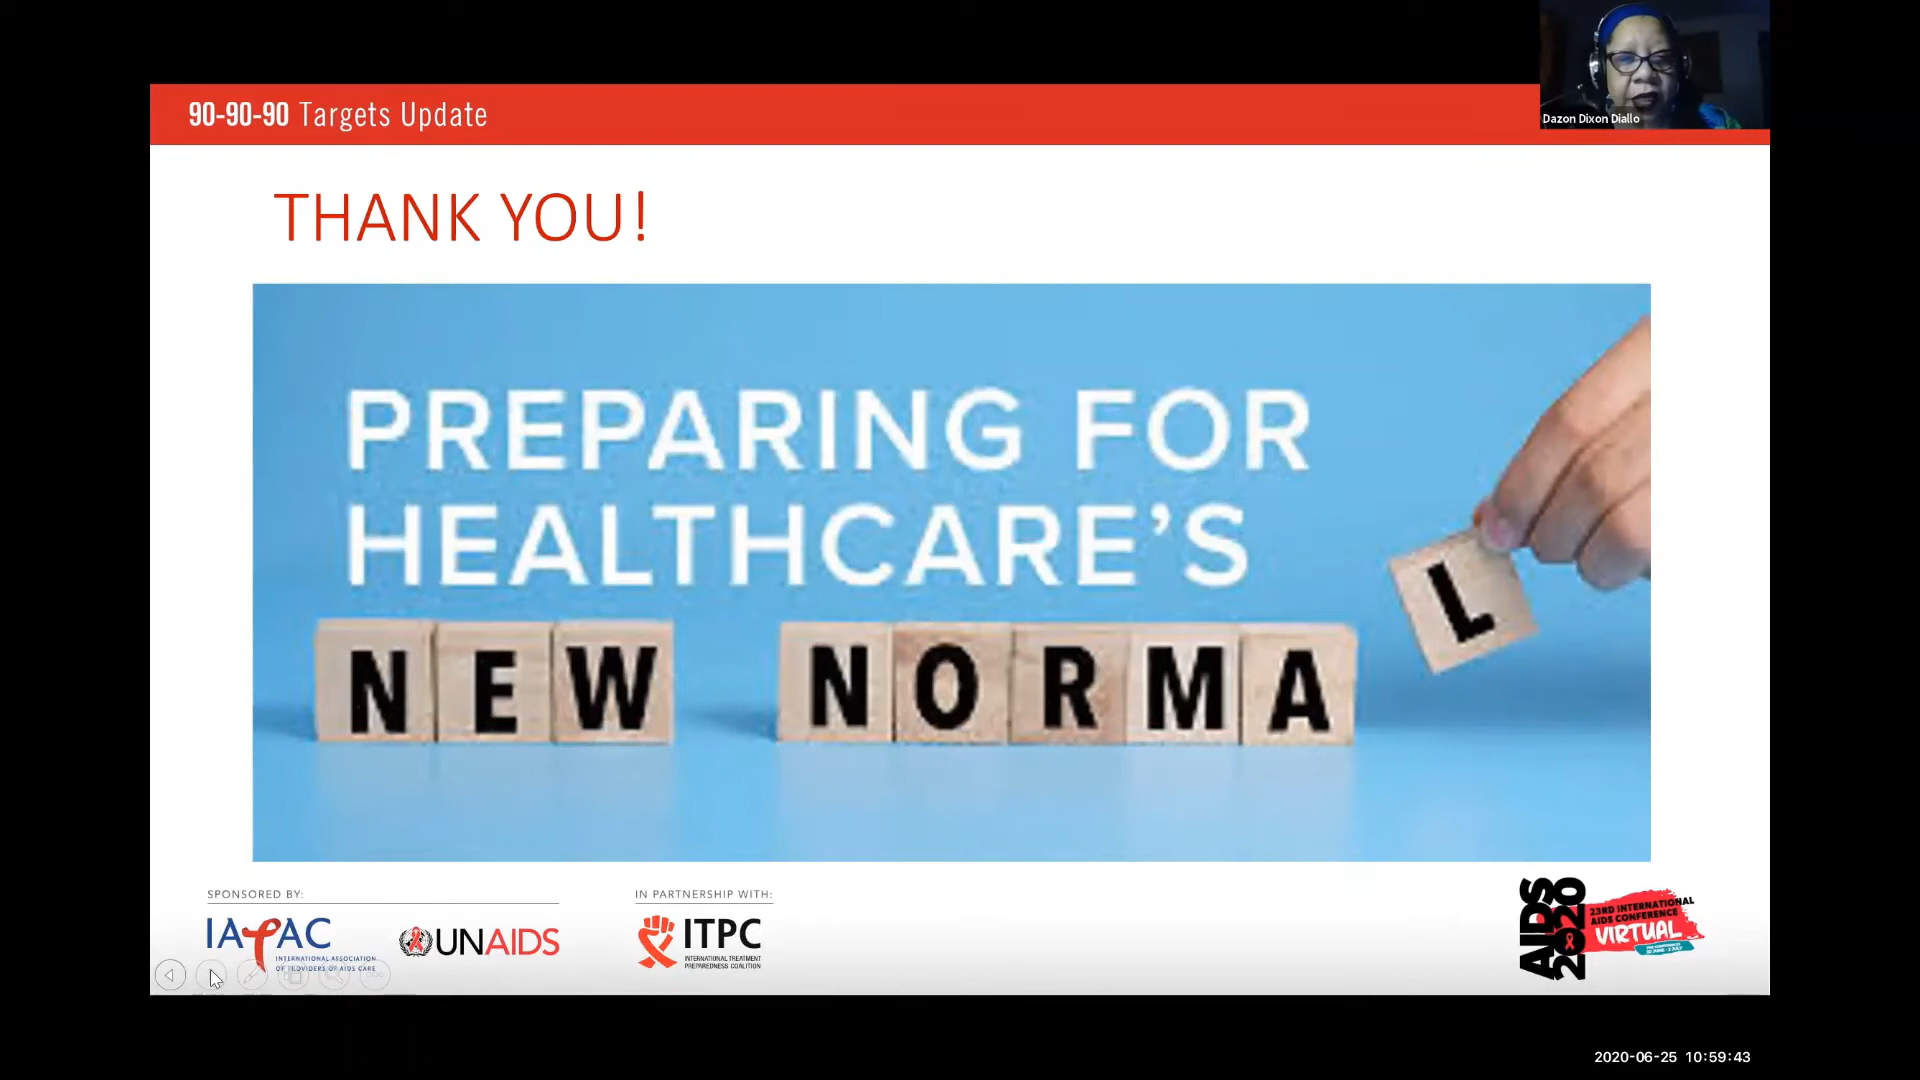 90-90-90 Targets Update
Dazon Dixon Diallo
THANK YOU!
PREPARING FOR
HEALTHCARE’S
NEW NORMAL
SPONSORED BY:
IAPAC
INTERNATIONAL ASSOCIATION
OF PROVIDERS OF AIDS CARE
UNAIDS
IN PARTNERSHIP WITH:
ITPC
INTERNATIONAL TREATMENT
PREPAREDNESS COALITION
AIDS
2020
23RD INTERNATIONAL
AIDS CONFERENCE
VIRTUAL
2020-06-25 10:59:43